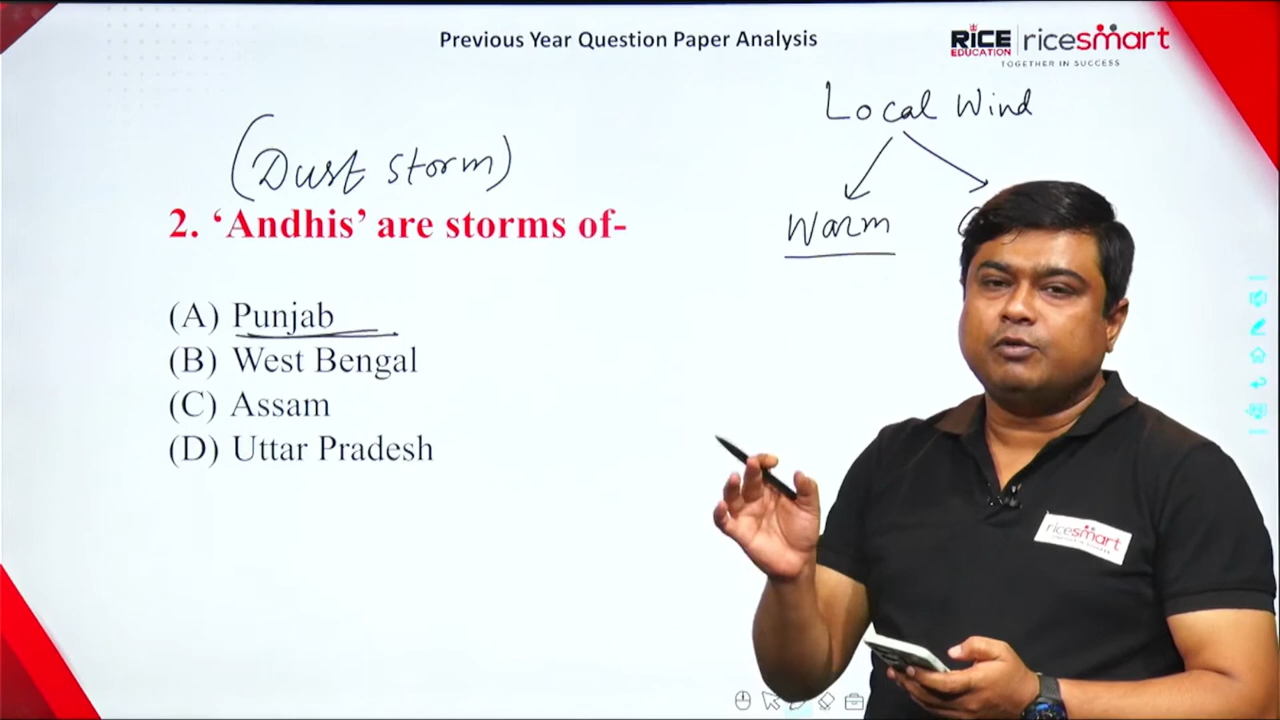 Previous Year Question Paper Analysis
RICE EDUCATION ricesmart
TOGETHER IN SUCCESS
Local Wind
(Dust Storm)
Warm
2. ‘Andhis’ are storms of-
(A) Punjab
(B) West Bengal
(C) Assam
(D) Uttar Pradesh
ricesmart